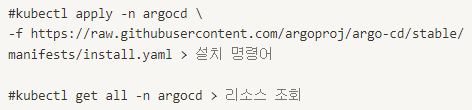 #kubectl apply -n argocd \
-f https://raw.githubusercontent.com/argoproj/argo-cd/stable/
manifests/install.yaml > 설치 명령어
#kubectl get all -n argocd > 리소스 조회